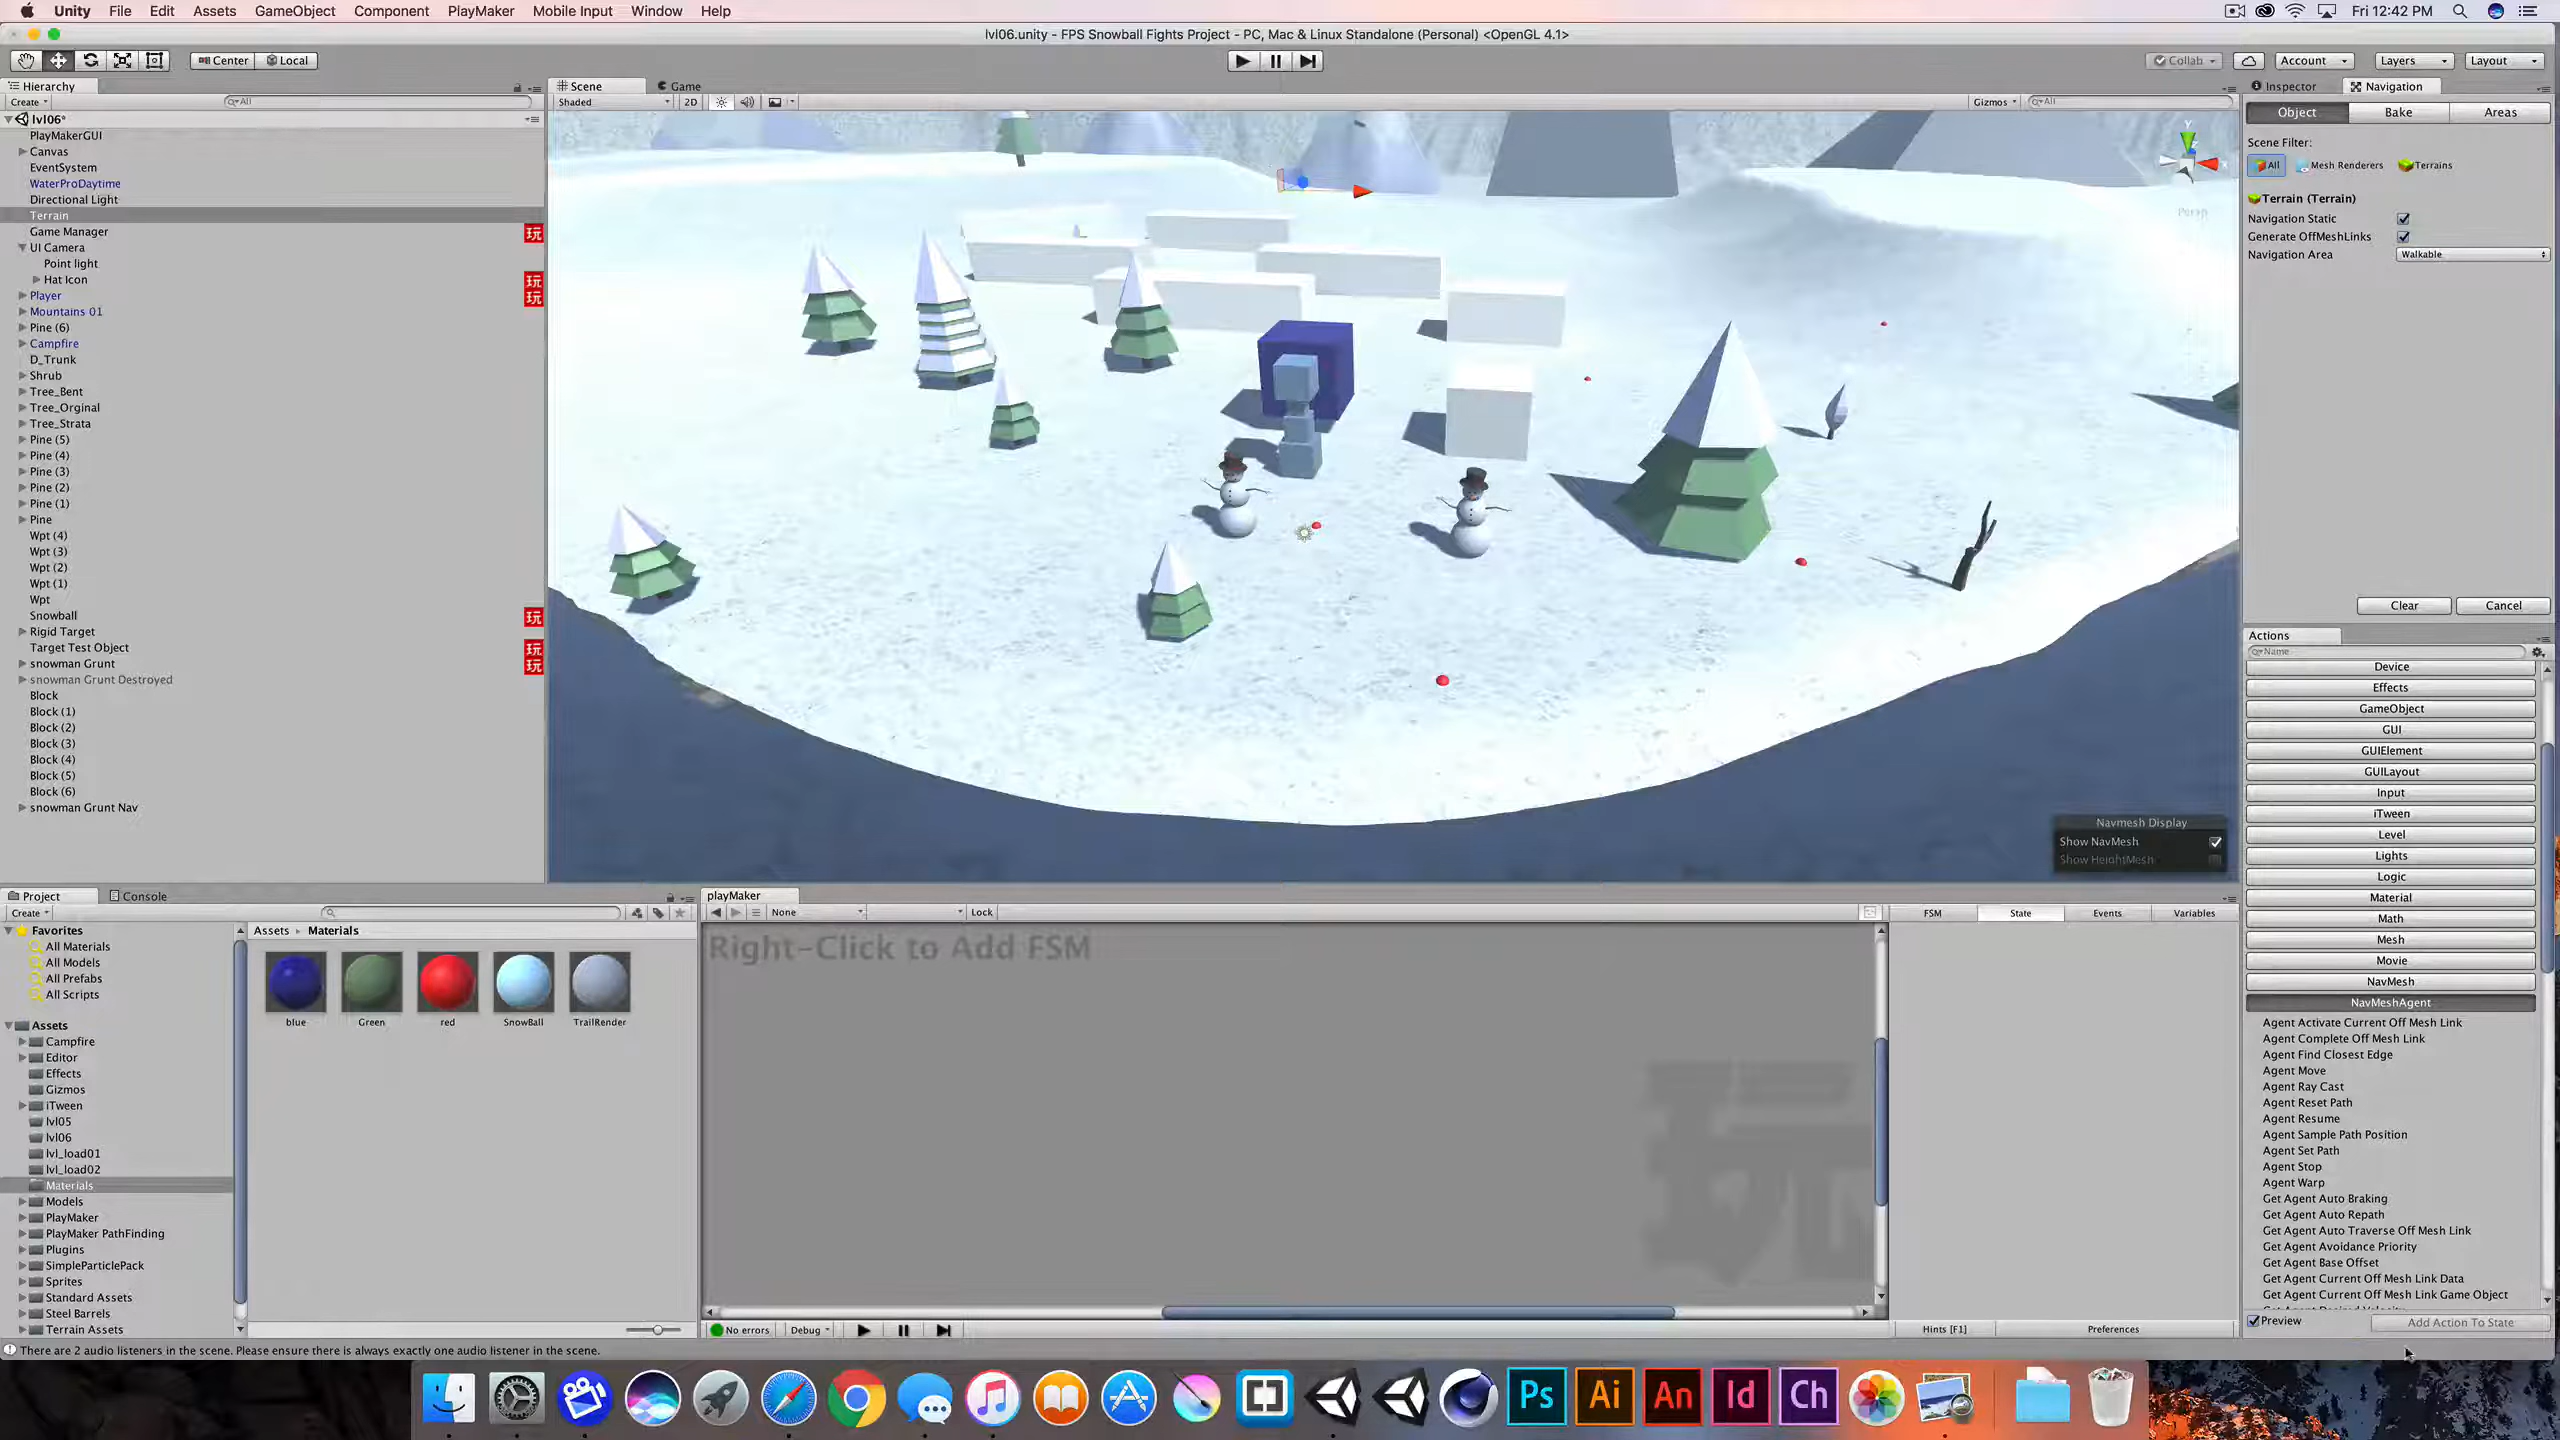 Unity File Edit Assets GameObject Component PlayMaker Mobile Input Window Help
Fri 12:42 PM
lvl06.unity - FPS Snowball Fights Project - PC, Mac & Linux Standalone (Personal) <OpenGL 4.1>
Center Local
Collab Account Layers Layout
Hierarchy
Create All
lvl06*
PlayMakerGUI
Canvas
EventSystem
WaterProDaytime
Directional Light
Terrain
Game Manager
UI Camera
Point light
Hat Icon
Player
Mountains 01
Pine (6)
Campfire
D_Trunk
Shrub
Tree_Bent
Tree_Orginal
Tree_Strata
Pine (5)
Pine (4)
Pine (3)
Pine (2)
Pine (1)
Pine
Wpt (4)
Wpt (3)
Wpt (2)
Wpt (1)
Wpt
Snowball
Rigid Target
Target Test Object
snowman Grunt
snowman Grunt Destroyed
Block
Block (1)
Block (2)
Block (3)
Block (4)
Block (5)
Block (6)
snowman Grunt Nav
玩
玩
玩
玩
玩
玩
Scene Game
Shaded 2D Gizmos All
y
x
Persp
Navmesh Display
Show NavMesh
Show HeightMesh
Inspector Navigation
Object Bake Areas
Scene Filter:
All Mesh Renderers Terrains
Terrain (Terrain)
Navigation Static
Generate OffMeshLinks
Navigation Area Walkable
Clear Cancel
Actions
Name
Device
Effects
GameObject
GUI
GUIElement
GUILayout
Input
iTween
Level
Lights
Logic
Material
Math
Mesh
Movie
NavMesh
NavMeshAgent
Agent Activate Current Off Mesh Link
Agent Complete Off Mesh Link
Agent Find Closest Edge
Agent Move
Agent Ray Cast
Agent Reset Path
Agent Resume
Agent Sample Path Position
Agent Set Path
Agent Stop
Agent Warp
Get Agent Auto Braking
Get Agent Auto Repath
Get Agent Auto Traverse Off Mesh Link
Get Agent Avoidance Priority
Get Agent Base Offset
Get Agent Current Off Mesh Link Data
Get Agent Current Off Mesh Link Game Object
Get Agent Desired Velocity
Preview Add Action To State
Project Console
Create
Favorites
All Materials
All Models
All Prefabs
All Scripts
Assets
Campfire
Editor
Effects
Gizmos
iTween
lvl05
lvl06
lvl_load01
lvl_load02
Materials
Models
PlayMaker
PlayMaker PathFinding
Plugins
SimpleParticlePack
Sprites
Standard Assets
Steel Barrels
Terrain Assets
Assets Materials
blue Green red SnowBall TrailRender
playMaker
None Lock
FSM State Events Variables
Right-Click to Add FSM
No errors Debug
Hints [F1] Preferences
There are 2 audio listeners in the scene. Please ensure there is always exactly one audio listener in the scene.
Ps Ai An Id Ch